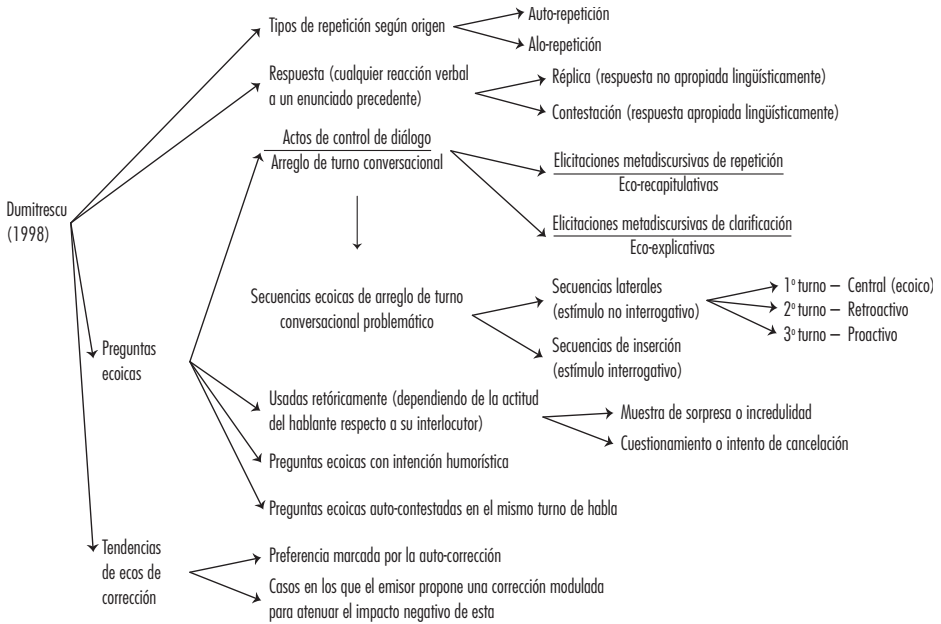 Dumitrescu
(1998)
Tipos de repetición según origen
Auto-repetición
Alo-repetición
Respuesta (cualquier reacción verbal
a un enunciado precedente)
Réplica (respuesta no apropiada lingüísticamente)
Contestación (respuesta apropiada lingüísticamente)
Preguntas
ecoicas
Actos de control de diálogo
Arreglo de turno conversacional
Elicitaciones metadiscursivas de repetición
Eco-recapitulativas
Elicitaciones metadiscursivas de clarificación
Eco-explicativas
Secuencias ecoicas de arreglo de turno
conversacional problemático
Secuencias laterales
(estímulo no interrogativo)
1º turno – Central (ecoico)
2º turno – Retroactivo
3º turno – Proactivo
Secuencias de inserción
(estímulo interrogativo)
Usadas retóricamente (dependiendo de la actitud
del hablante respecto a su interlocutor)
Muestra de sorpresa o incredulidad
Cuestionamiento o intento de cancelación
Preguntas ecoicas con intención humorística
Preguntas ecoicas auto-contestadas en el mismo turno de habla
Tendencias
de ecos de
corrección
Preferencia marcada por la auto-corrección
Casos en los que el emisor propone una corrección modulada
para atenuar el impacto negativo de esta